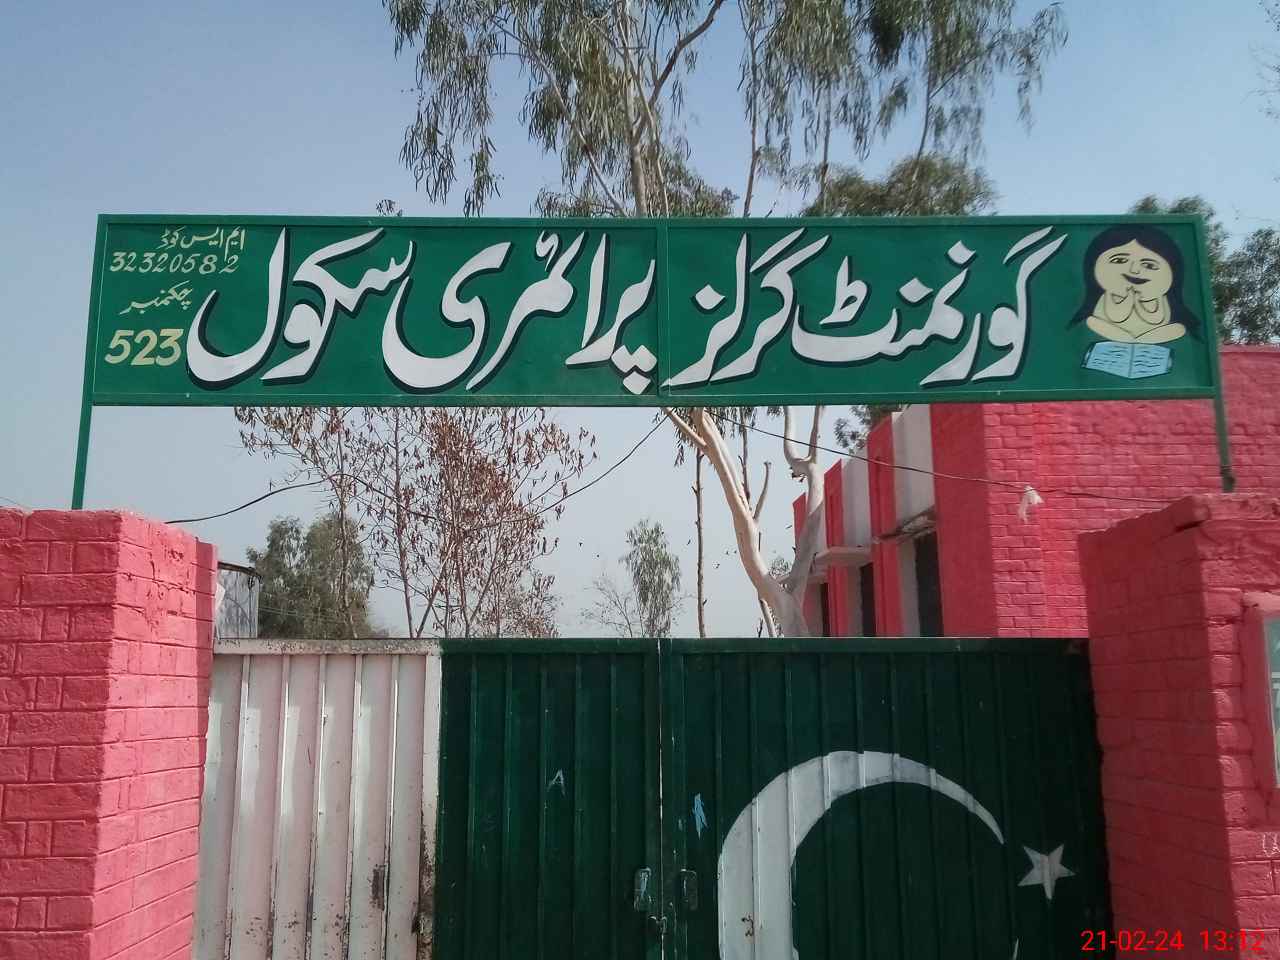 گورنمنٹ گرلز پرائمری سکول
ایم ایس کوڈ
32320582
چکنمبر
523
A
21-02-24 13:12